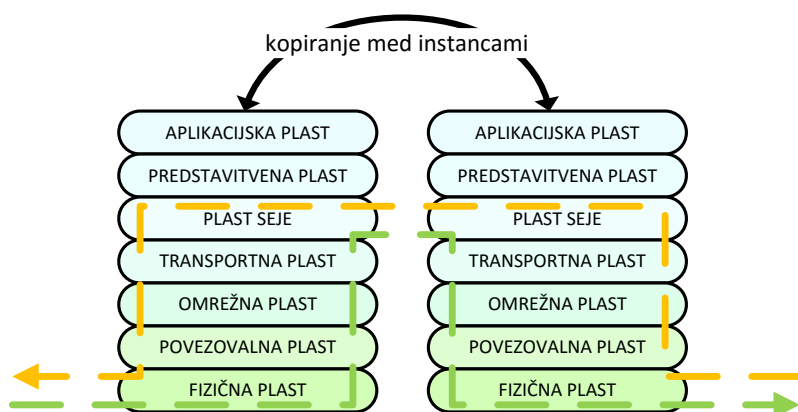 kopiranje med instancami
APLIKACIJSKA PLAST
PREDSTAVITVENA PLAST
PLAST SEJE
TRANSPORTNA PLAST
OMREŽNA PLAST
POVEZOVALNA PLAST
FIZIČNA PLAST
APLIKACIJSKA PLAST
PREDSTAVITVENA PLAST
PLAST SEJE
TRANSPORTNA PLAST
OMREŽNA PLAST
POVEZOVALNA PLAST
FIZIČNA PLAST